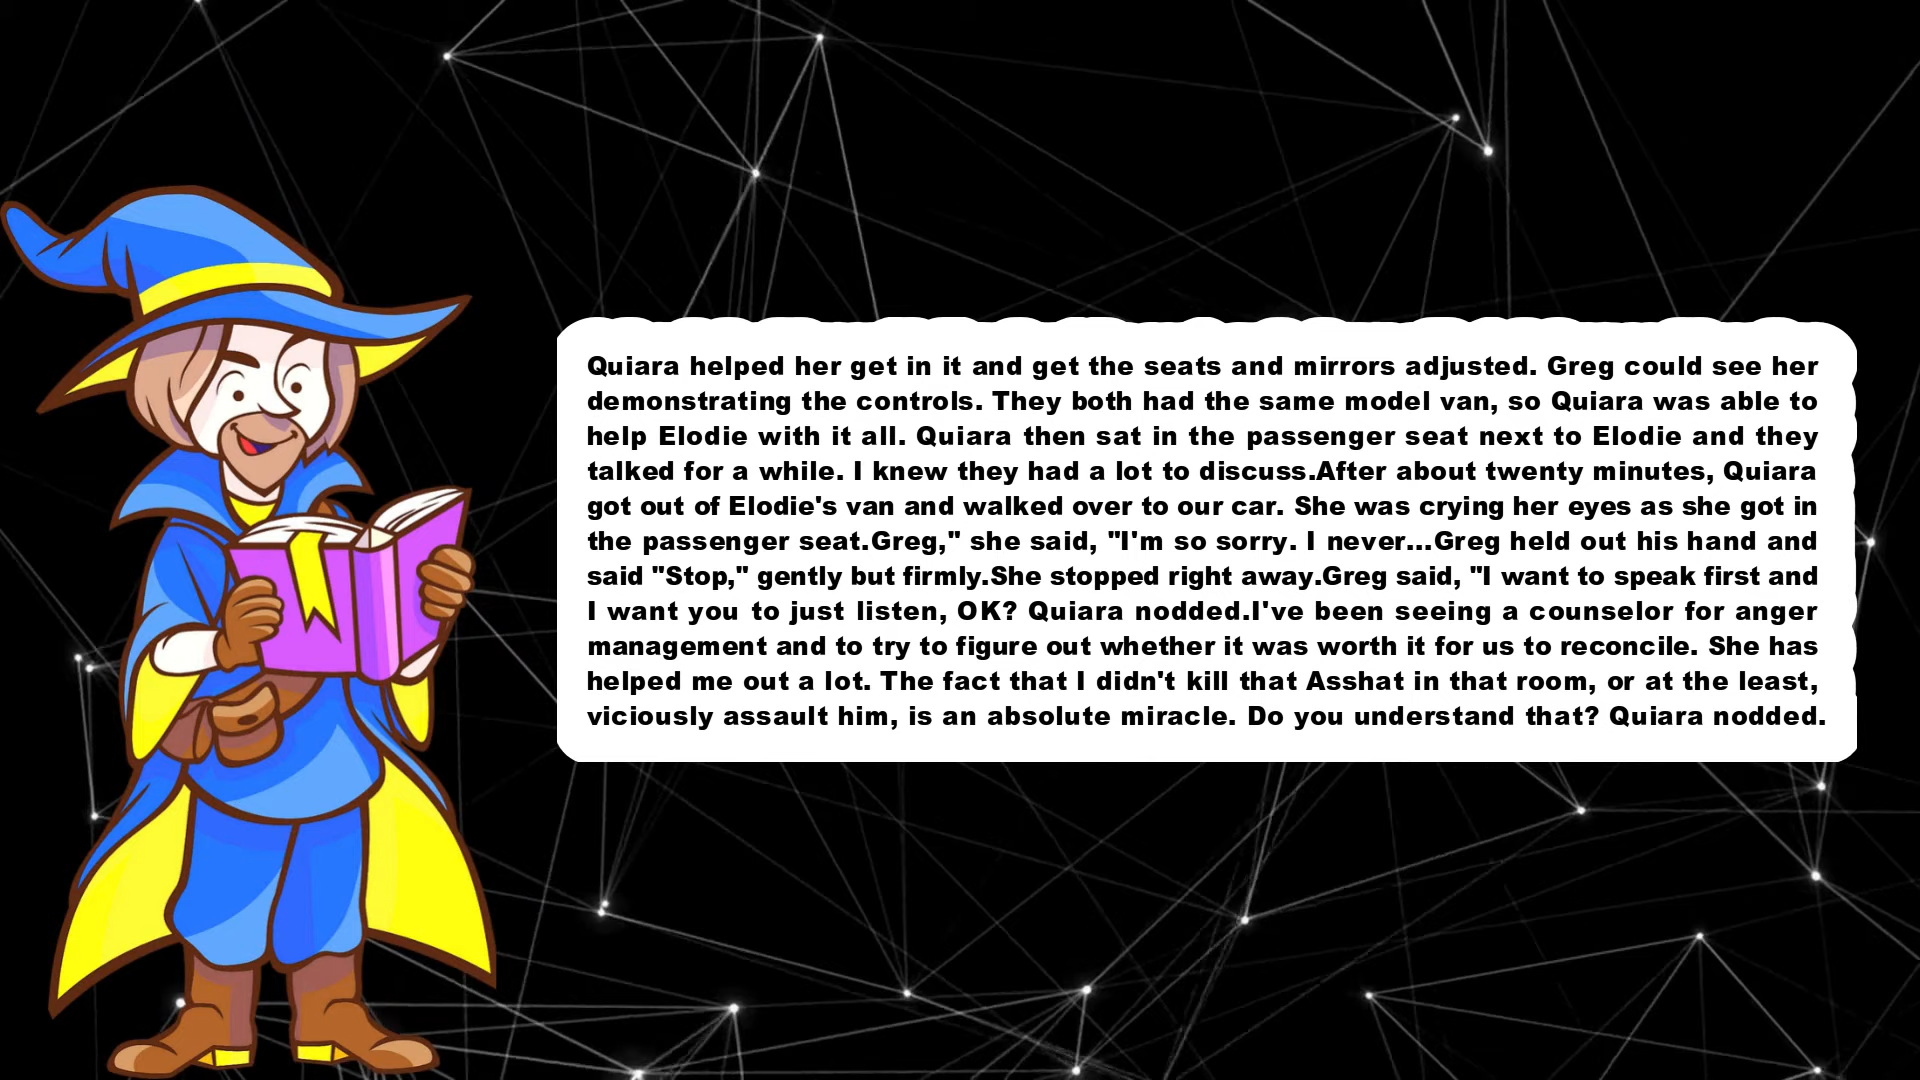 Quiara helped her get in it and get the seats and mirrors adjusted. Greg could see her
demonstrating the controls. They both had the same model van, so Quiara was able to
help Elodie with it all. Quiara then sat in the passenger seat next to Elodie and they
talked for a while. I knew they had a lot to discuss.After about twenty minutes, Quiara
got out of Elodie's van and walked over to our car. She was crying her eyes as she got in
the passenger seat.Greg," she said, "I'm so sorry. I never...Greg held out his hand and
said "Stop," gently but firmly.She stopped right away.Greg said, "I want to speak first and
I want you to just listen, OK? Quiara nodded.I've been seeing a counselor for anger
management and to try to figure out whether it was worth it for us to reconcile. She has
helped me out a lot. The fact that I didn't kill that Asshat in that room, or at the least,
viciously assault him, is an absolute miracle. Do you understand that? Quiara nodded.